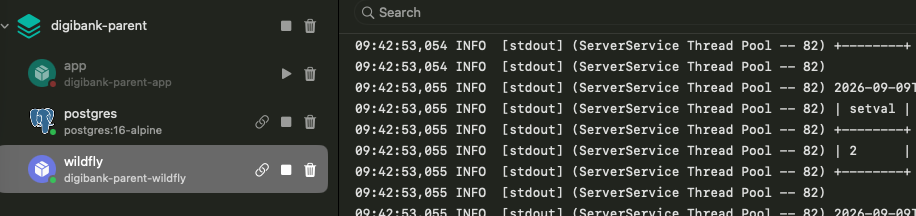 digibank-parent
app
digibank-parent-app
postgres
postgres:16-alpine
wildfly
digibank-parent-wildfly
Search
09:42:53,054 INFO  [stdout] (ServerService Thread Pool -- 82) +--------+
09:42:53,054 INFO  [stdout] (ServerService Thread Pool -- 82)
09:42:53,055 INFO  [stdout] (ServerService Thread Pool -- 82) 2026-09-09T
09:42:53,055 INFO  [stdout] (ServerService Thread Pool -- 82) | setval |
09:42:53,055 INFO  [stdout] (ServerService Thread Pool -- 82) +--------+
09:42:53,055 INFO  [stdout] (ServerService Thread Pool -- 82) | 2      |
09:42:53,055 INFO  [stdout] (ServerService Thread Pool -- 82) +--------+
09:42:53,055 INFO  [stdout] (ServerService Thread Pool -- 82)
09:42:53,055 INFO  [stdout] (ServerService Thread Pool -- 82) 2026-09-09T